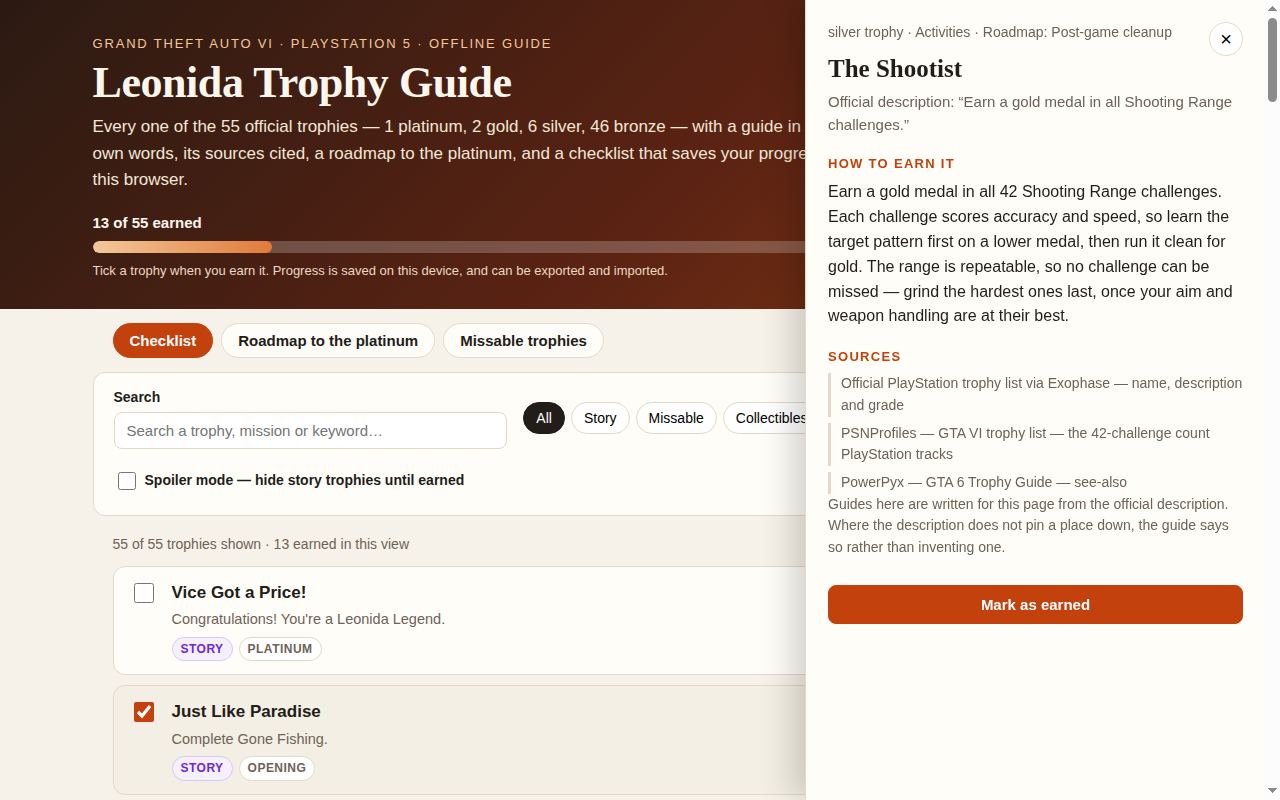 GRAND THEFT AUTO VI · PLAYSTATION 5 · OFFLINE GUIDE
Leonida Trophy Guide
Every one of the 55 official trophies — 1 platinum, 2 gold, 6 silver, 46 bronze — with a guide in
own words, its sources cited, a roadmap to the platinum, and a checklist that saves your
this browser.
13 of 55 earned
Tick a trophy when you earn it. Progress is saved on this device, and can be exported and imported.
Checklist
Roadmap to the platinum
Missable trophies
Search
Search a trophy, mission or keyword…
All
Story
Missable
Collectibles
Spoiler mode — hide story trophies until earned
55 of 55 trophies shown · 13 earned in this view
Vice Got a Price!
Congratulations! You're a Leonida Legend.
STORY
PLATINUM
Just Like Paradise
Complete Gone Fishing.
STORY
OPENING
silver trophy · Activities · Roadmap: Post-game cleanup
×
The Shootist
Official description: “Earn a gold medal in all Shooting Range
challenges.”
HOW TO EARN IT
Earn a gold medal in all 42 Shooting Range challenges.
Each challenge scores accuracy and speed, so learn the
target pattern first on a lower medal, then run it clean for
gold. The range is repeatable, so no challenge can be
missed — grind the hardest ones last, once your aim and
weapon handling are at their best.
SOURCES
Official PlayStation trophy list via Exophase — name, description
and grade
PSNProfiles — GTA VI trophy list — the 42-challenge count
PlayStation tracks
PowerPyx — GTA 6 Trophy Guide — see-also
Guides here are written for this page from the official description.
Where the description does not pin a place down, the guide says
so rather than inventing one.
Mark as earned